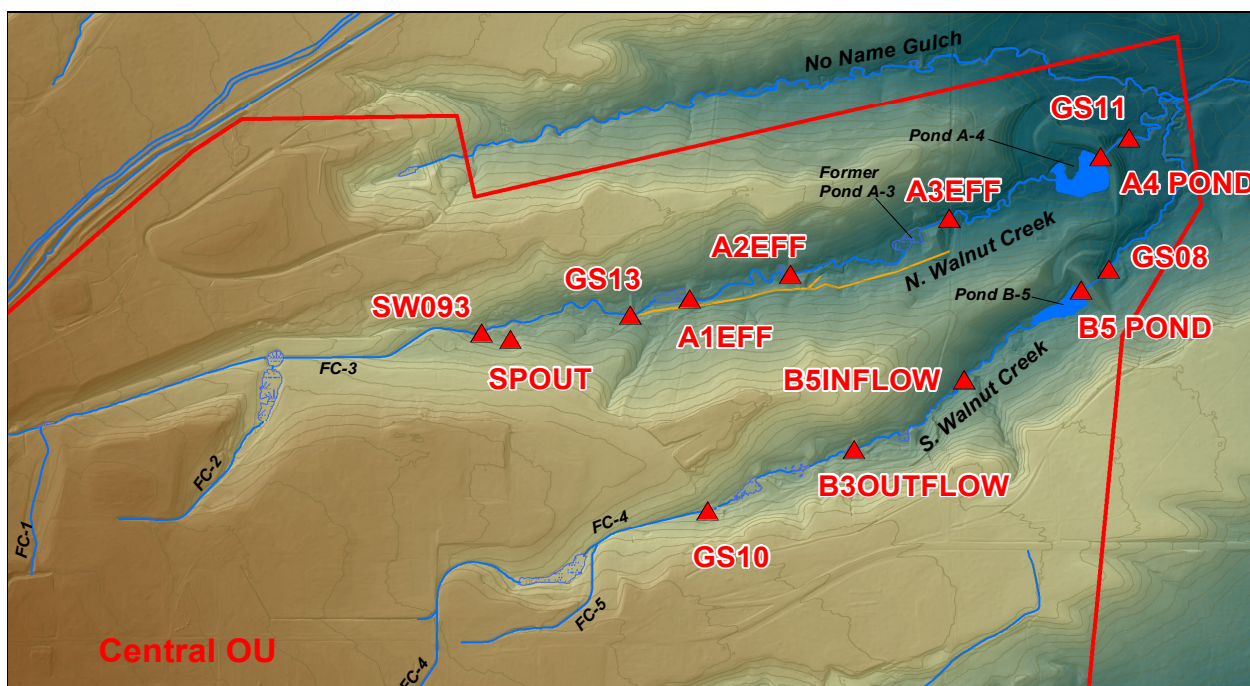 No Name Gulch
GS11
Pond A-4
Former
Pond A-3
A4 POND
A3EFF
N. Walnut Creek
A2EFF
GS08
GS13
SW093
Pond B-5
B5 POND
A1EFF
FC-3
SPOUT
B5INFLOW
S. Walnut Creek
FC-2
B3OUTFLOW
FC-1
FC-4
GS10
FC-5
Central OU
FC-4